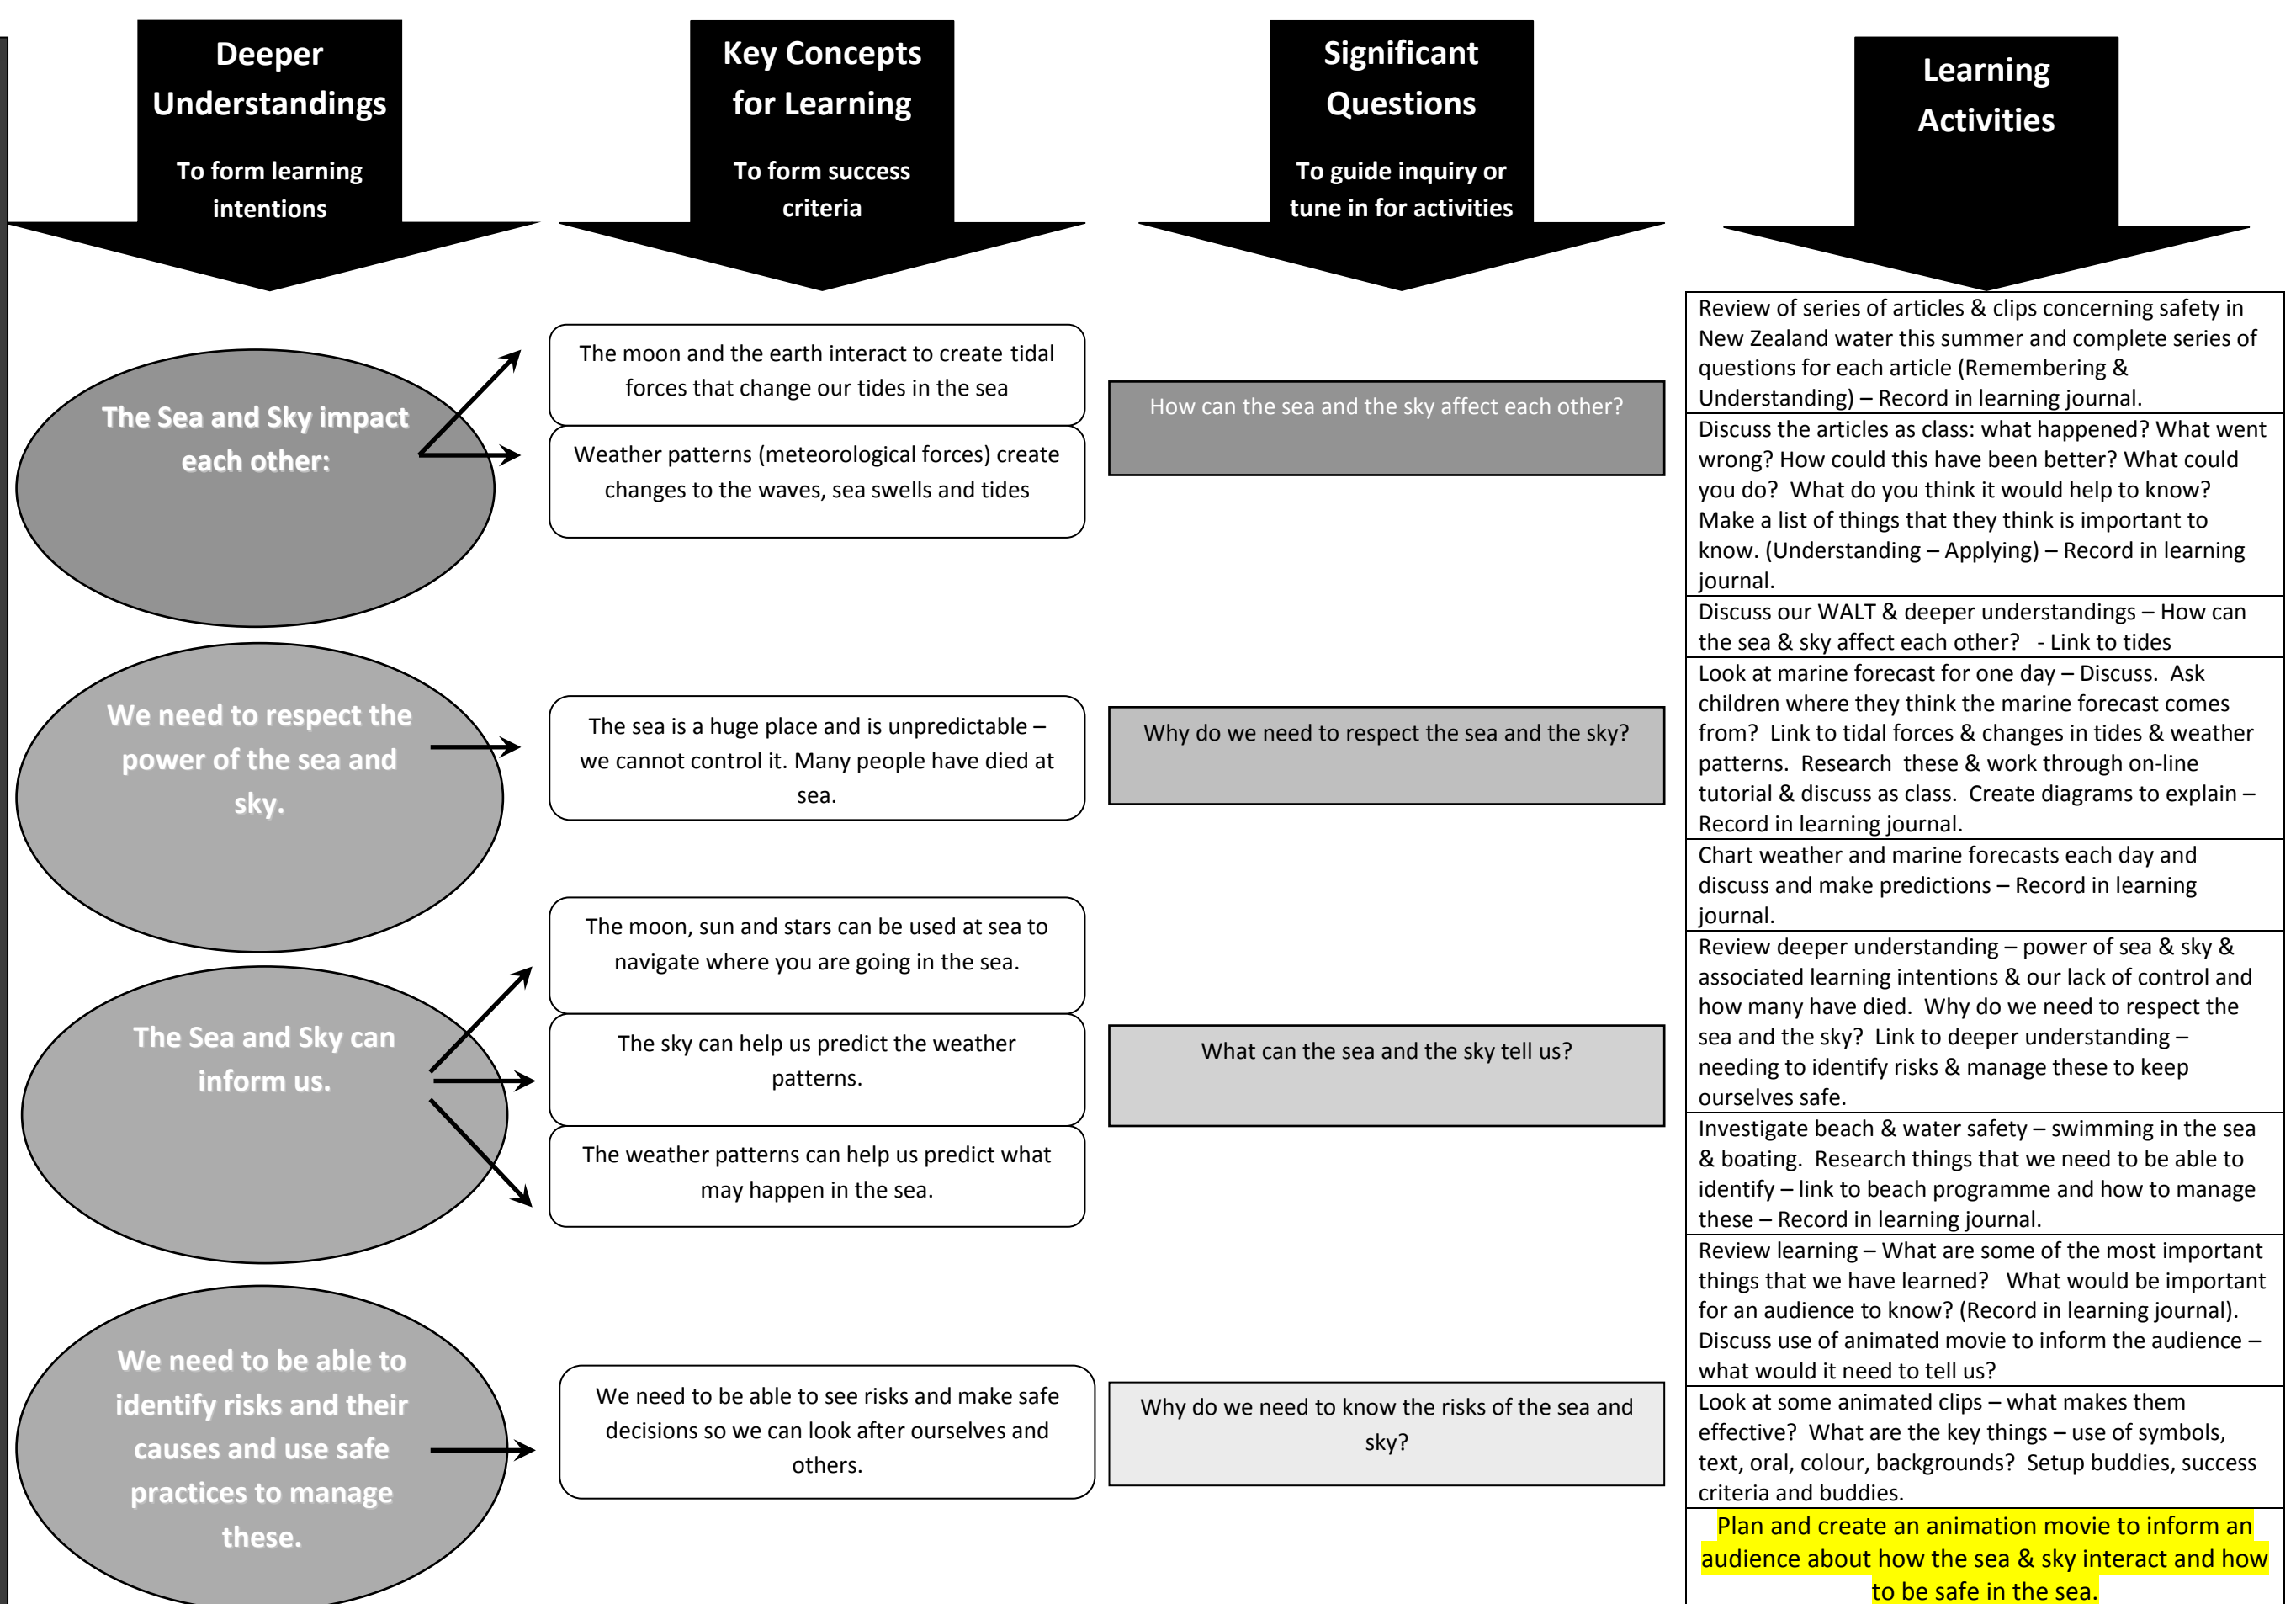 Deeper
Understandings
To form learning
intentions
Key Concepts
for Learning
To form success
criteria
Significant
Questions
To guide inquiry or
tune in for activities
Learning
Activities
The Sea and Sky impact
each other:
The moon and the earth interact to create tidal
forces that change our tides in the sea
Weather patterns (meteorological forces) create
changes to the waves, sea swells and tides
How can the sea and the sky affect each other?
We need to respect the
power of the sea and
sky.
The sea is a huge place and is unpredictable –
we cannot control it. Many people have died at
sea.
Why do we need to respect the sea and the sky?
The Sea and Sky can
inform us.
The moon, sun and stars can be used at sea to
navigate where you are going in the sea.
The sky can help us predict the weather
patterns.
The weather patterns can help us predict what
may happen in the sea.
What can the sea and the sky tell us?
We need to be able to
identify risks and their
causes and use safe
practices to manage
these.
We need to be able to see risks and make safe
decisions so we can look after ourselves and
others.
Why do we need to know the risks of the sea and
sky?
Review of series of articles & clips concerning safety in
New Zealand water this summer and complete series of
questions for each article (Remembering &
Understanding) – Record in learning journal.
Discuss the articles as class: what happened? What went
wrong? How could this have been better? What could
you do? What do you think it would help to know?
Make a list of things that they think is important to
know. (Understanding – Applying) – Record in learning
journal.
Discuss our WALT & deeper understandings – How can
the sea & sky affect each other? - Link to tides
Look at marine forecast for one day – Discuss. Ask
children where they think the marine forecast comes
from? Link to tidal forces & changes in tides & weather
patterns. Research these & work through on-line
tutorial & discuss as class. Create diagrams to explain –
Record in learning journal.
Chart weather and marine forecasts each day and
discuss and make predictions – Record in learning
journal.
Review deeper understanding – power of sea & sky &
associated learning intentions & our lack of control and
how many have died. Why do we need to respect the
sea and the sky? Link to deeper understanding –
needing to identify risks & manage these to keep
ourselves safe.
Investigate beach & water safety – swimming in the sea
& boating. Research things that we need to be able to
identify – link to beach programme and how to manage
these – Record in learning journal.
Review learning – What are some of the most important
things that we have learned? What would be important
for an audience to know? (Record in learning journal).
Discuss use of animated movie to inform the audience –
what would it need to tell us?
Look at some animated clips – what makes them
effective? What are the key things – use of symbols,
text, oral, colour, backgrounds? Setup buddies, success
criteria and buddies.
Plan and create an animation movie to inform an
audience about how the sea & sky interact and how
to be safe in the sea.